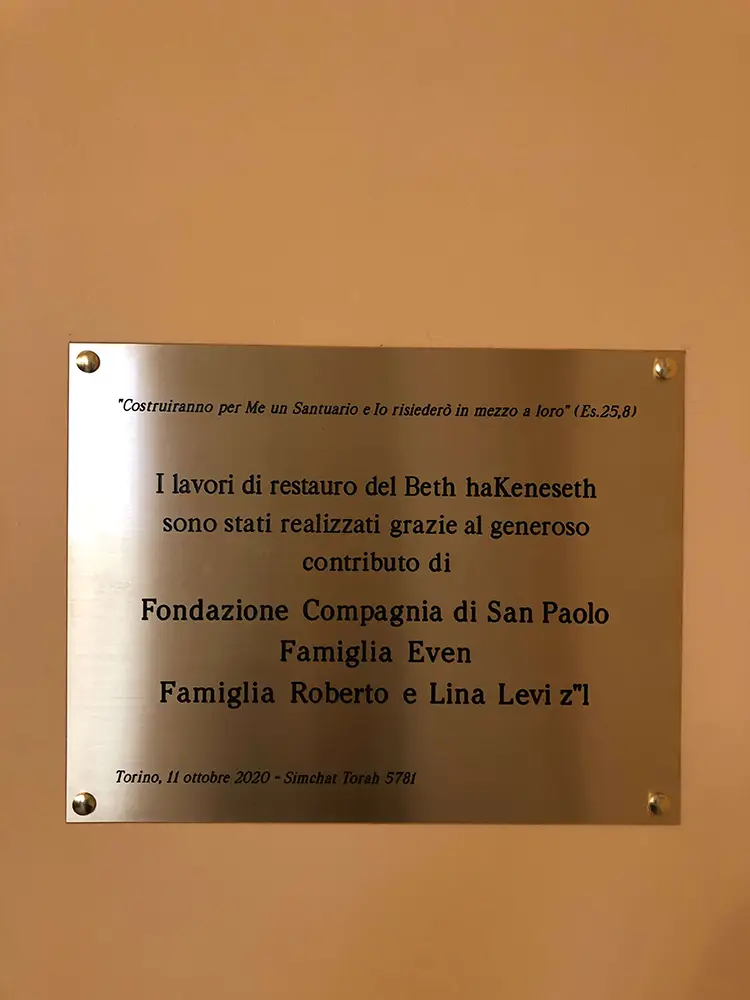 "Costruiranno per Me un Santuario e Io risiederò in mezzo a loro" (Es.25,8)
I lavori di restauro del Beth haKeneseth
sono stati realizzati grazie al generoso
contributo di
Fondazione Compagnia di San Paolo
Famiglia Even
Famiglia Roberto e Lina Levi z"l
Torino, 11 ottobre 2020 - Simchat Torah 5781